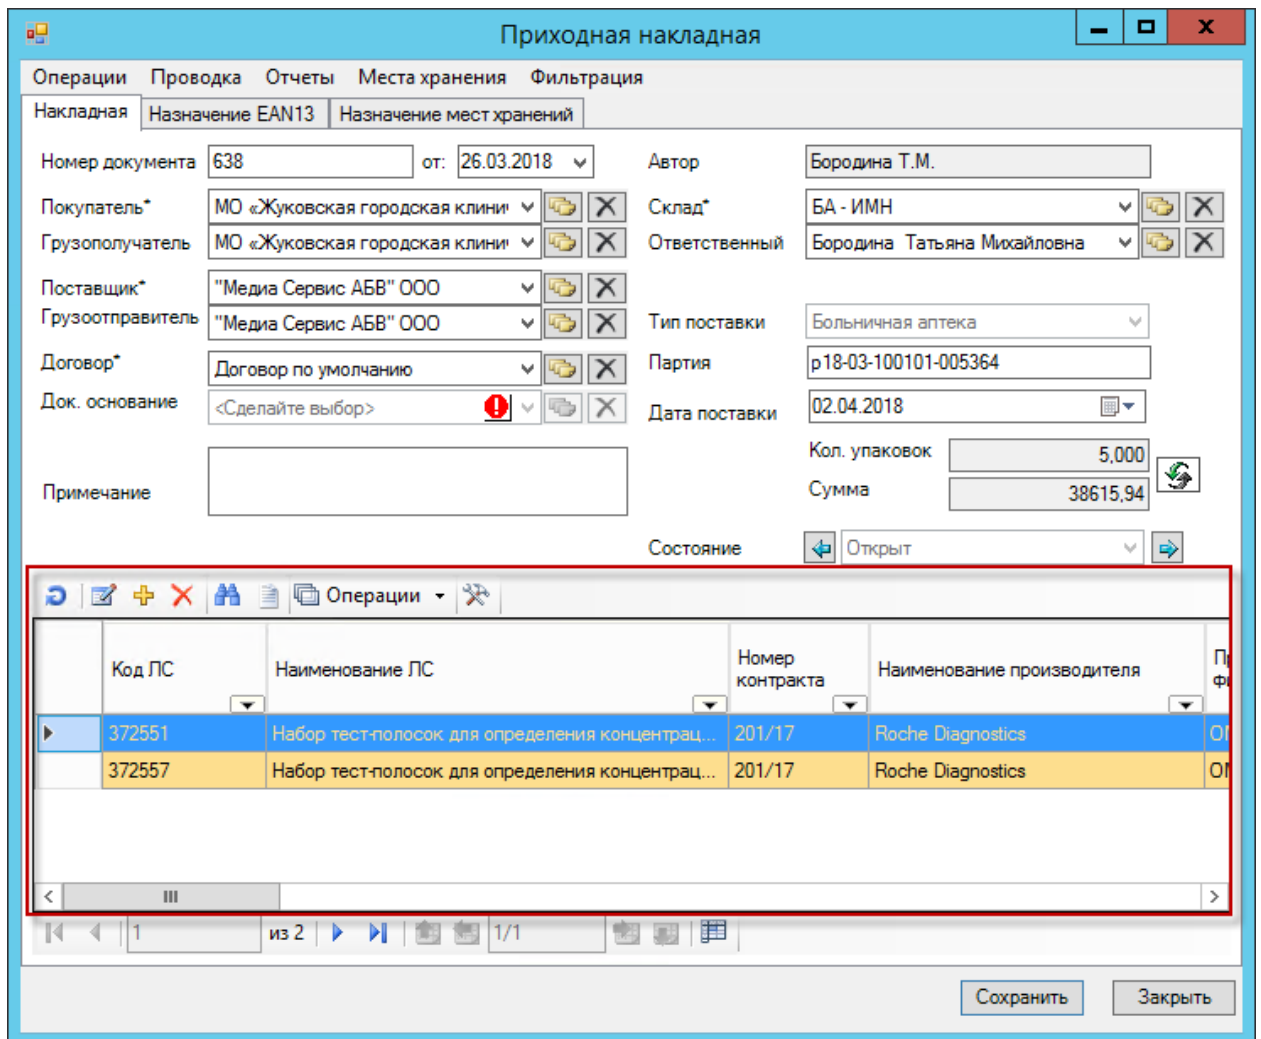 Приходная накладная
Операции Проводка Отчеты Места хранения Фильтрация
Накладная Назначение EAN13 Назначение мест хранений
Номер документа 638 от: 26.03.2018 Автор Бородина Т.М.
Покупатель* МО «Жуковская городская клини Склад* БА - ИМН
Грузополучатель МО «Жуковская городская клини Ответственный Бородина Татьяна Михайловна
Поставщик* "Медиа Сервис АБВ" ООО
Грузоотправитель "Медиа Сервис АБВ" ООО Тип поставки Больничная аптека
Договор* Договор по умолчанию Партия р18-03-100101-005364
Док. основание <Сделайте выбор> Дата поставки 02.04.2018
Кол. упаковок 5,000
Примечание Сумма 38615,94
Состояние Открыт
Операции
Код ЛС Наименование ЛС Номер контракта Наименование производителя
372551 Набор тест-полосок для определения концентрац... 201/17 Roche Diagnostics
372557 Набор тест-полосок для определения концентрац... 201/17 Roche Diagnostics
1 из 2 1/1
Сохранить Закрыть